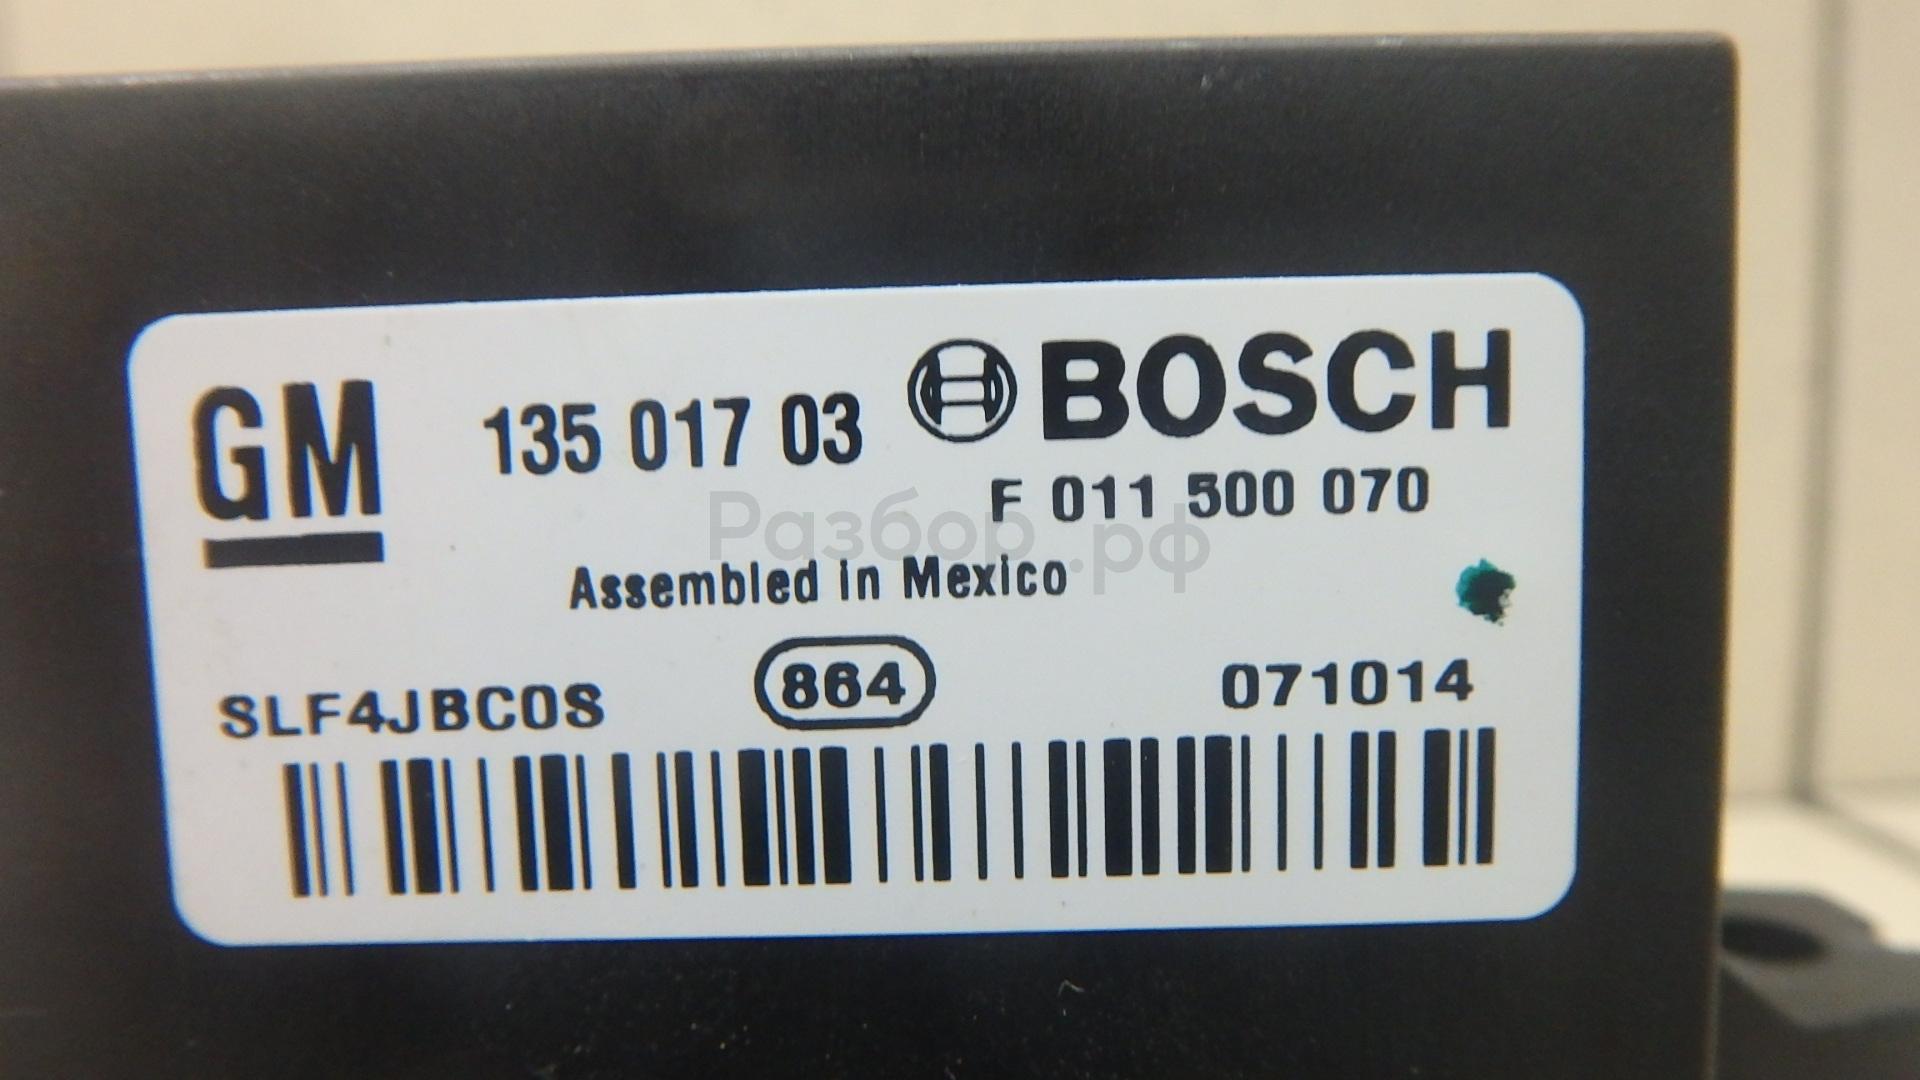 GM 135 017 03 BOSCH
F 011 500 070
Разбор.рф
Assembled in Mexico
SLF4JBC0S 864 071014